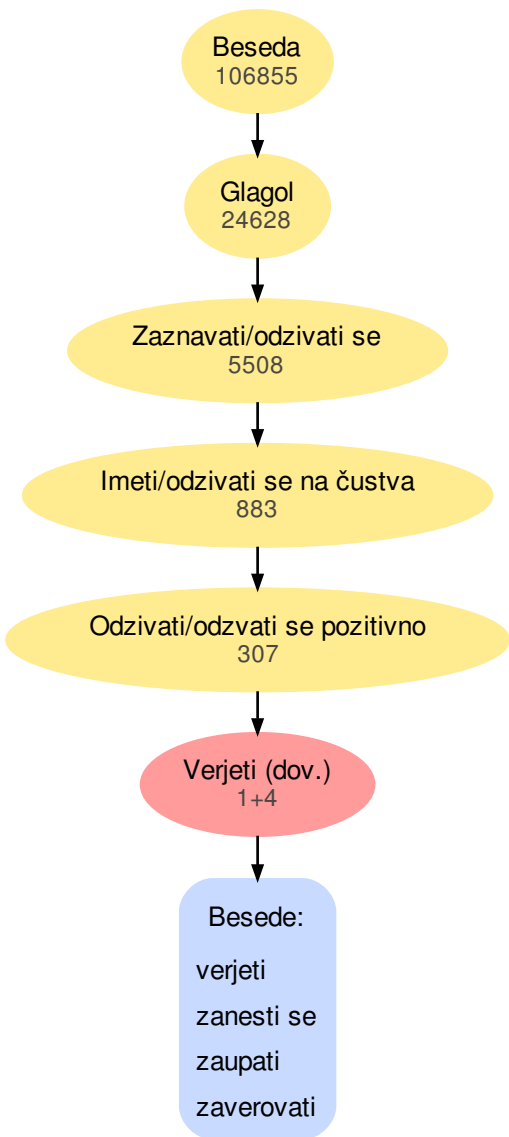 Beseda
106855
Glagol
24628
Zaznavati/odzivati se
5508
Imeti/odzivati se na čustva
883
Odzivati/odzvati se pozitivno
307
Verjeti (dov.)
1+4
Besede:
verjeti
zanesti se
zaupati
zaverovati